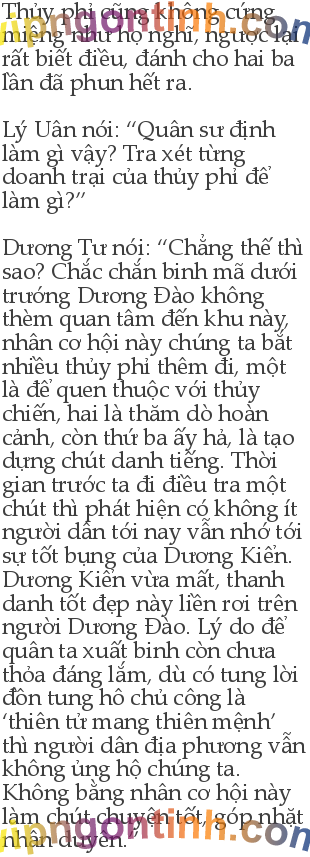 Thủy phỉ cũng không cứng
miệng như họ nghĩ, ngược lại
rất biết điều, đánh cho hai ba
lần đã phun hết ra.
Lý Uân nói: “Quân sư định
làm gì vậy? Tra xét từng
doanh trại của thủy phỉ để
làm gì?”
Dương Tư nói: “Chẳng thế thì
sao? Chắc chắn binh mã dưới
trướng Dương Đào không
thèm quan tâm đến khu này,
nhân cơ hội này chúng ta bắt
nhiều thủy phỉ thêm đi, một
là để quen thuộc với thủy
chiến, hai là thăm dò hoàn
cảnh, còn thứ ba ấy hả, là tạo
dựng chút danh tiếng. Thời
gian trước ta đi điều tra một
chút thì phát hiện có không ít
người dân tới nay vẫn nhớ tới
sự tốt bụng của Dương Kiển.
Dương Kiển vừa mất, thanh
danh tốt đẹp này liền rơi trên
người Dương Đào. Lý do để
quân ta xuất binh còn chưa
thỏa đáng lắm, dù có tung lời
đồn tung hô chủ công là
‘thiên tử mang thiên mệnh’
thì người dân địa phương vẫn
không ủng hộ chúng ta.
Không bằng nhân cơ hội này
làm chút chuyện tốt, góp nhặt
nhân duyên.”
vipngontinh.com
vipngontinh.com